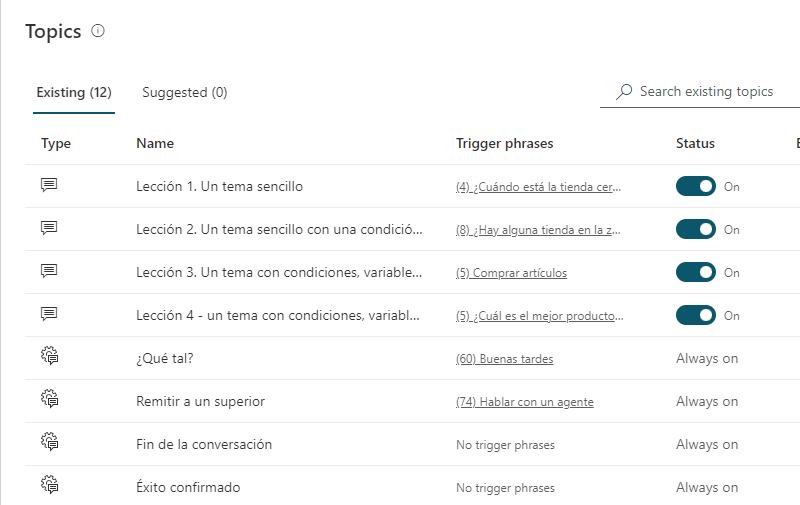 Topics
Existing (12) Suggested (0) Search existing topics
Type Name Trigger phrases Status
Lección 1. Un tema sencillo (4) ¿Cuándo está la tienda cer... On
Lección 2. Un tema sencillo con una condició... (8) ¿Hay alguna tienda en la z... On
Lección 3. Un tema con condiciones, variable... (5) Comprar artículos On
Lección 4 - un tema con condiciones, variabl... (5) ¿Cuál es el mejor producto... On
¿Qué tal? (60) Buenas tardes Always on
Remitir a un superior (74) Hablar con un agente Always on
Fin de la conversación No trigger phrases Always on
Éxito confirmado No trigger phrases Always on